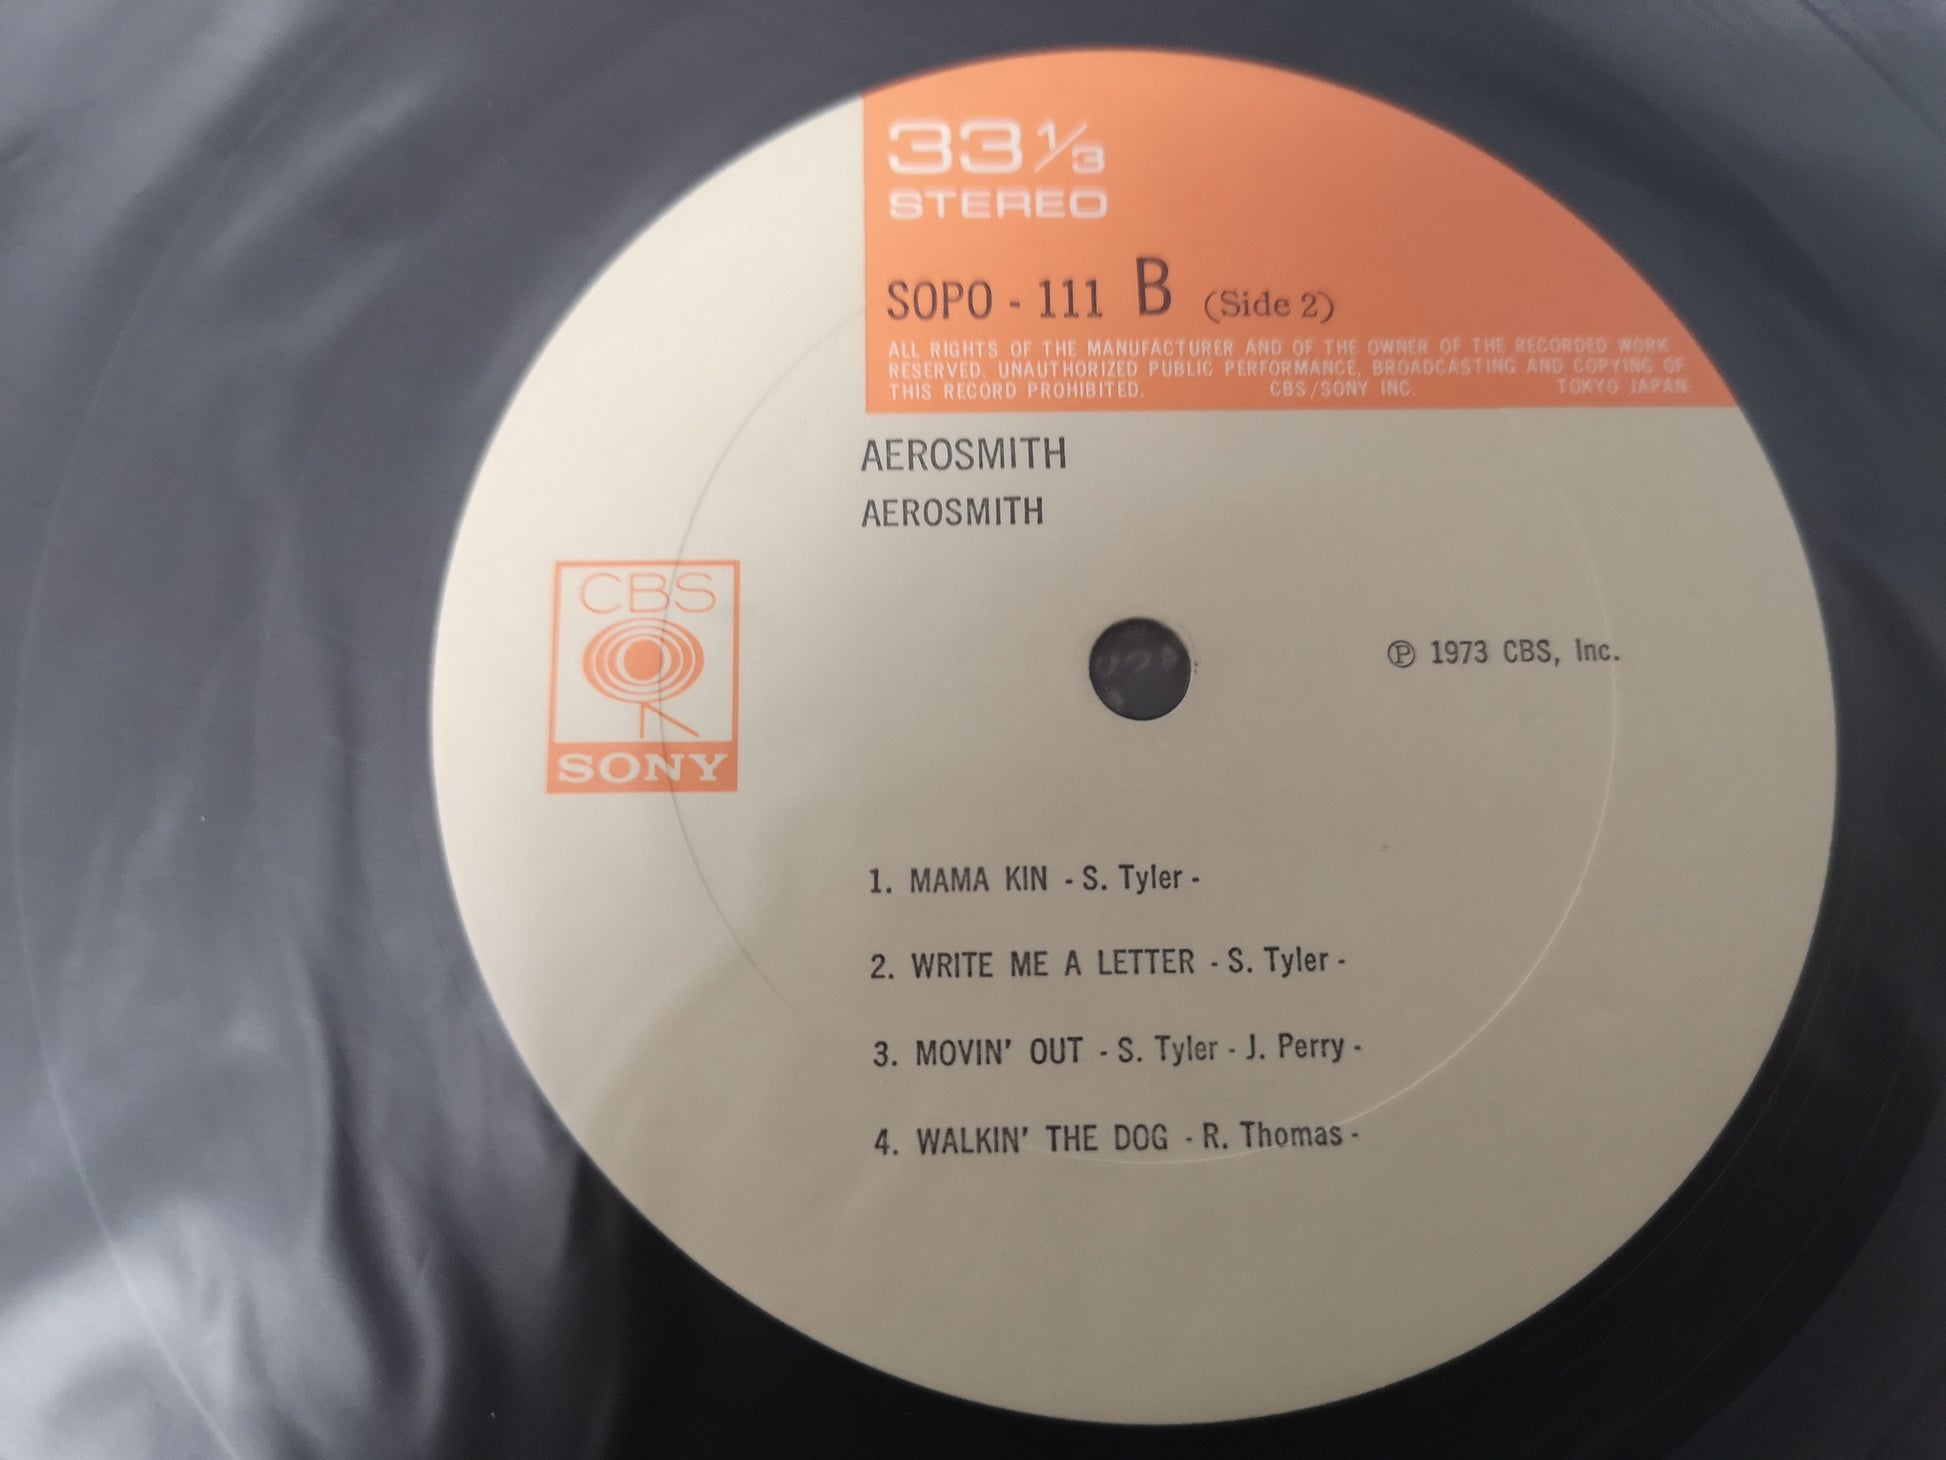 33 1/3
STEREO
SOPO - 111 B (Side 2)
ALL RIGHTS OF THE MANUFACTURER AND OF THE OWNER OF THE RECORDED WORK
RESERVED. UNAUTHORIZED PUBLIC PERFORMANCE, BROADCASTING AND COPYING OF
THIS RECORD PROHIBITED. CBS/SONY INC. TOKYO JAPAN.
AEROSMITH
AEROSMITH
CBS
SONY
℗ 1973 CBS, Inc.
1. MAMA KIN - S. Tyler -
2. WRITE ME A LETTER - S. Tyler -
3. MOVIN' OUT - S. Tyler - J. Perry -
4. WALKIN' THE DOG - R. Thomas -